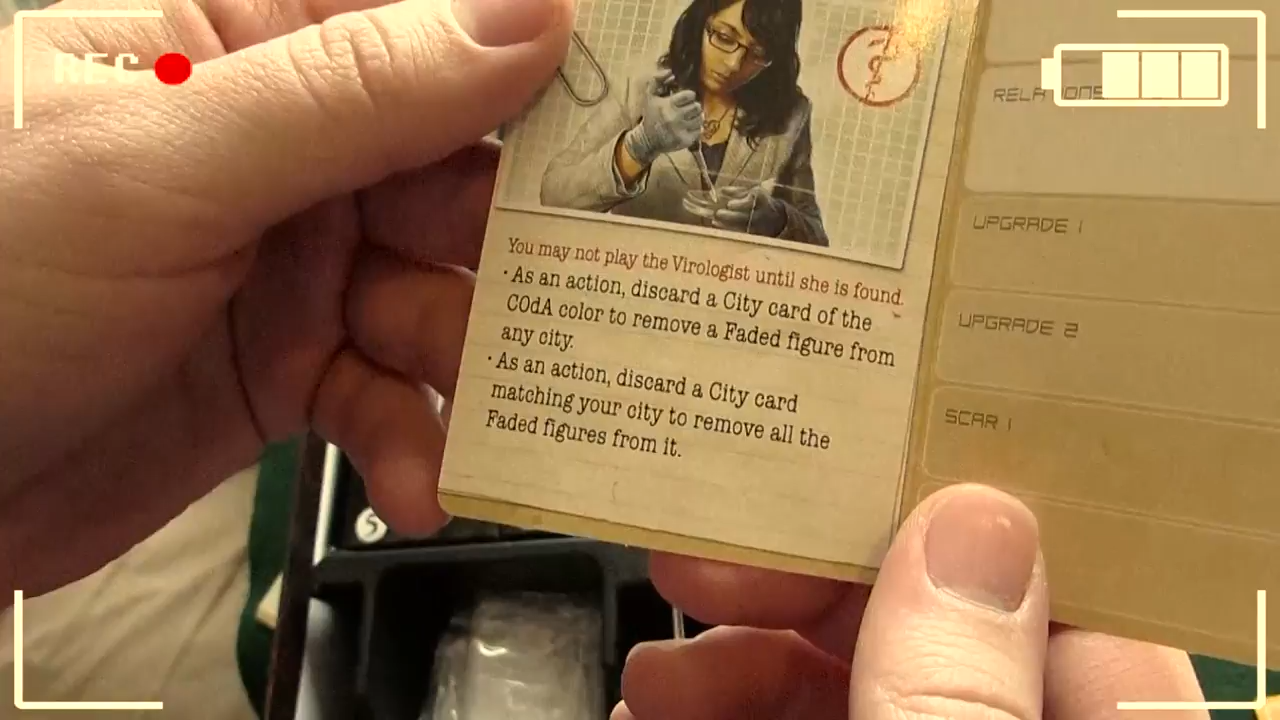 REC
RELATIONS
You may not play the Virologist until she is found.
· As an action, discard a City card of the
COdA color to remove a Faded figure from
any city.
· As an action, discard a City card
matching your city to remove all the
Faded figures from it.
UPGRADE 1
UPGRADE 2
SCAR 1
5